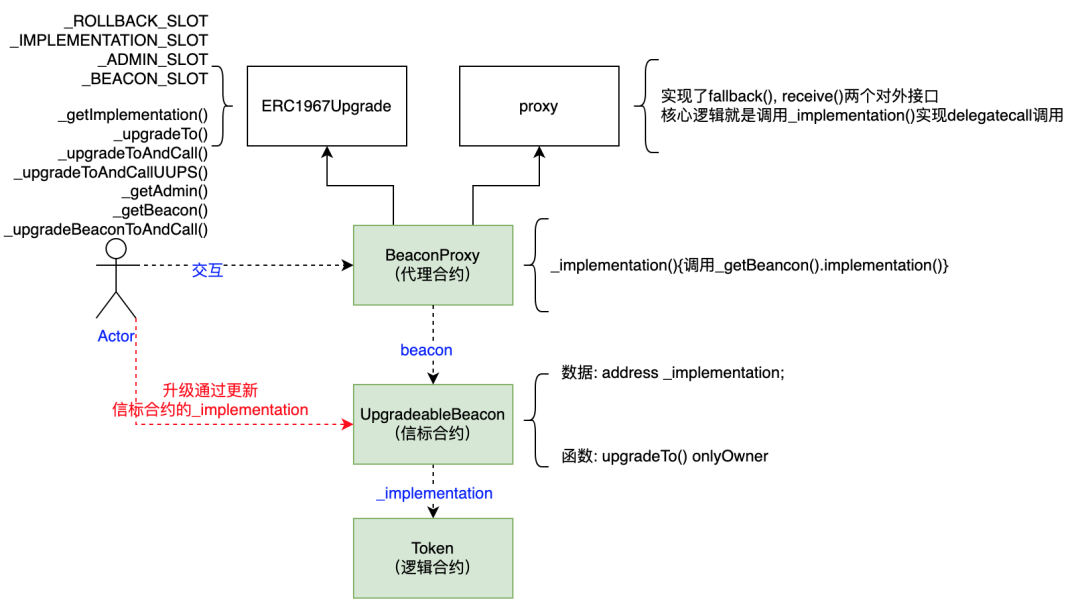 _ROLLBACK_SLOT
_IMPLEMENTATION_SLOT
_ADMIN_SLOT
_BEACON_SLOT
_getImplementation()
_upgradeTo()
_upgradeToAndCall()
_upgradeToAndCallUUPS()
_getAdmin()
_getBeacon()
_upgradeBeaconToAndCall()
ERC1967Upgrade
proxy
实现了fallback(), receive()两个对外接口
核心逻辑就是调用_implementation()实现delegatecall调用
BeaconProxy
（代理合约）
_implementation(){调用_getBeancon().implementation()}
交互
Actor
beacon
升级通过更新
信标合约的_implementation
UpgradeableBeacon
（信标合约）
数据: address _implementation;
函数: upgradeTo() onlyOwner
_implementation
Token
（逻辑合约）